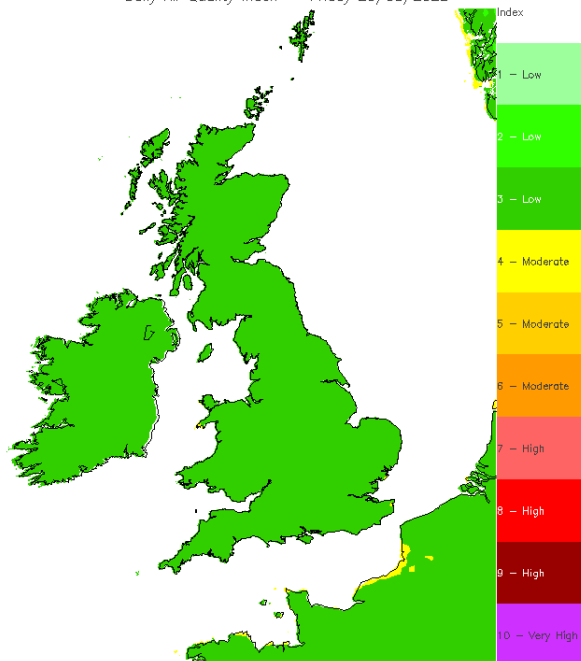 Index
1 - Low
2 - Low
3 - Low
4 - Moderate
5 - Moderate
6 - Moderate
7 - High
8 - High
9 - High
10 - Very High